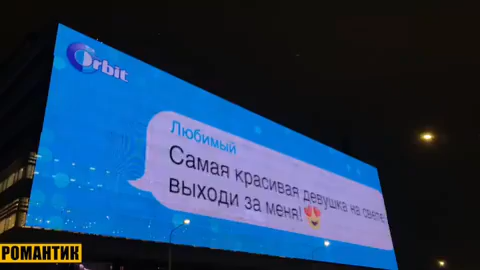 Orbit
Любимый
Самая красивая девушка на свете,
выходи за меня!😍
РОМАНТИК